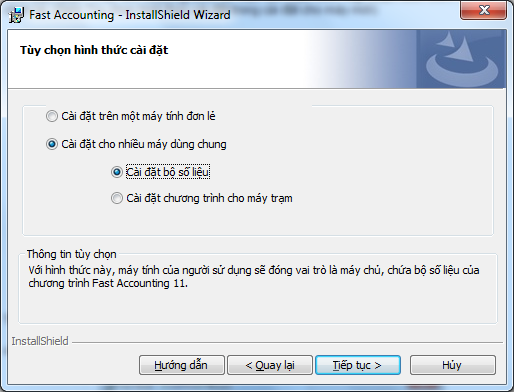 Fast Accounting - InstallShield Wizard
Tùy chọn hình thức cài đặt
Cài đặt trên một máy tính đơn lẻ
Cài đặt cho nhiều máy dùng chung
Cài đặt bộ số liệu
Cài đặt chương trình cho máy trạm
Thông tin tùy chọn
Với hình thức này, máy tính của người sử dụng sẽ đóng vai trò là máy chủ, chứa bộ số liệu của
chương trình Fast Accounting 11.
InstallShield
Hướng dẫn
< Quay lại
Tiếp tục >
Hủy